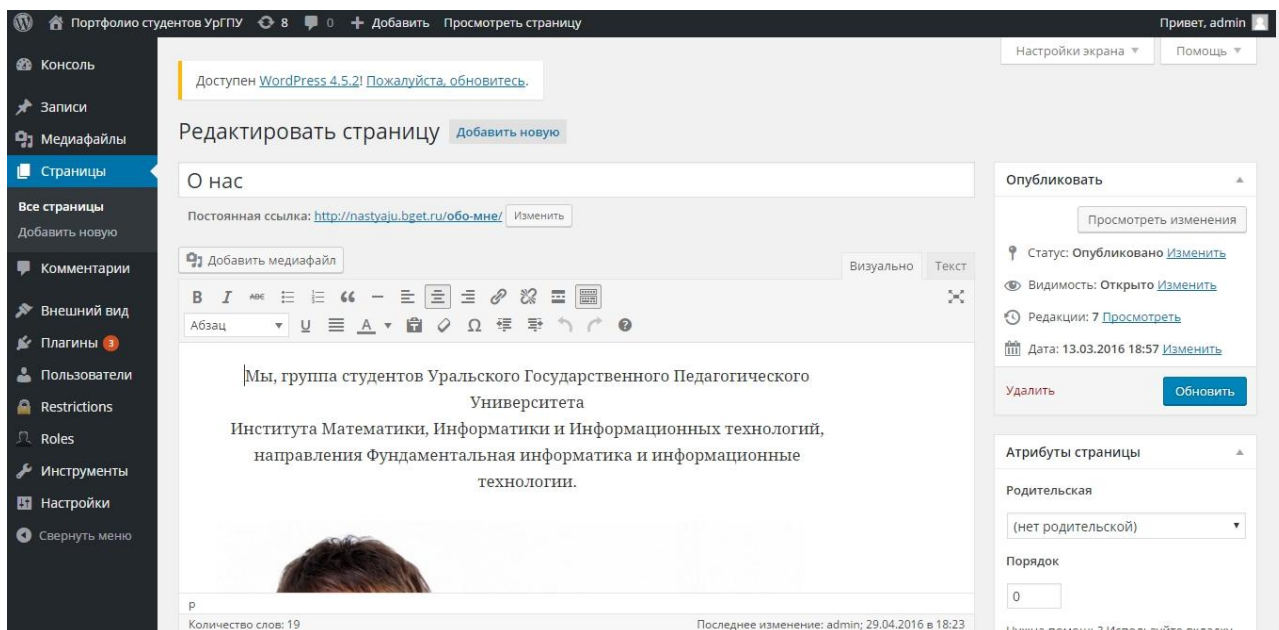 Портфолио студентов УрГПУ 8 0 + Добавить Просмотреть страницу Привет, admin
Настройки экрана Помощь
Консоль
Записи
Медиафайлы
Страницы
Все страницы
Добавить новую
Комментарии
Внешний вид
Плагины 3
Пользователи
Restrictions
Roles
Инструменты
Настройки
Свернуть меню
Доступен WordPress 4.5.2! Пожалуйста, обновитесь.
Редактировать страницу Добавить новую
О нас
Постоянная ссылка: http://nastyaju.bget.ru/обо-мне/ Изменить
Добавить медиафайл Визуально Текст
B I ABE
Абзац U A Ω
Мы, группа студентов Уральского Государственного Педагогического
Университета
Института Математики, Информатики и Информационных технологий,
направления Фундаментальная информатика и информационные
технологии.
p
Количество слов: 19 Последнее изменение: admin; 29.04.2016 в 18:23
Опубликовать
Просмотреть изменения
Статус: Опубликовано Изменить
Видимость: Открыто Изменить
Редакции: 7 Просмотреть
Дата: 13.03.2016 18:57 Изменить
Удалить Обновить
Атрибуты страницы
Родительская
(нет родительской)
Порядок
0